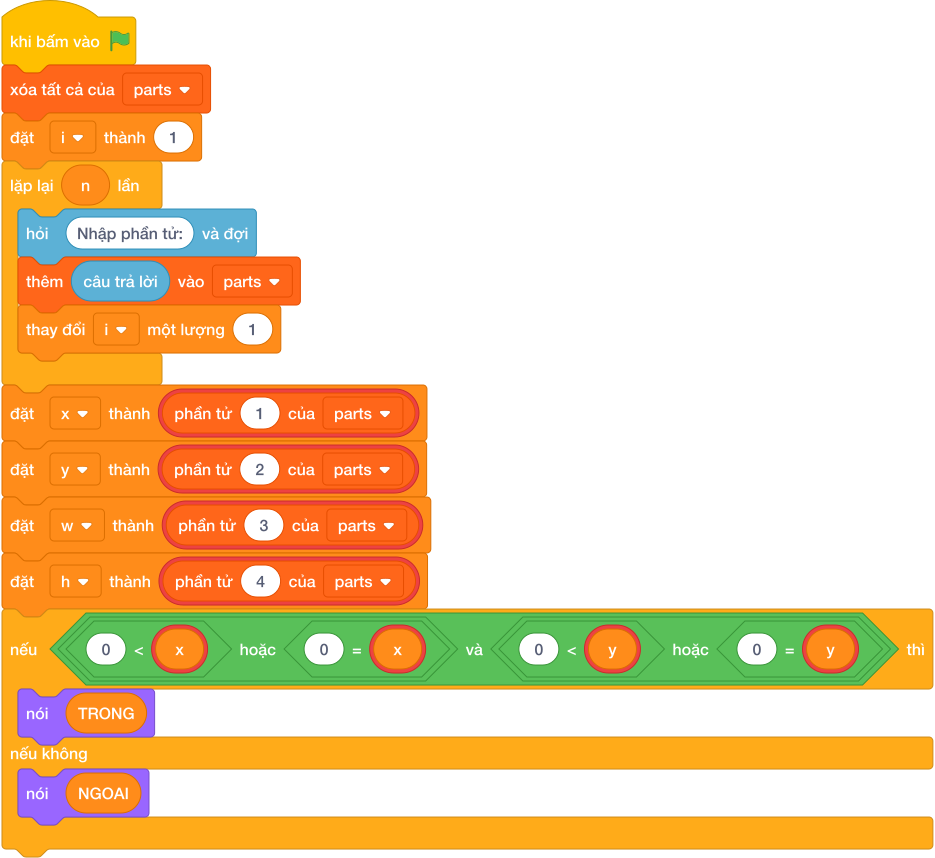 khi bấm vào
xóa tất cả của parts
đặt i thành 1
lặp lại n lần
hỏi Nhập phần tử: và đợi
thêm câu trả lời vào parts
thay đổi i một lượng 1
đặt x thành phần tử 1 của parts
đặt y thành phần tử 2 của parts
đặt w thành phần tử 3 của parts
đặt h thành phần tử 4 của parts
nếu 0 < x hoặc 0 = x và 0 < y hoặc 0 = y thì
nói TRONG
nếu không
nói NGOAI